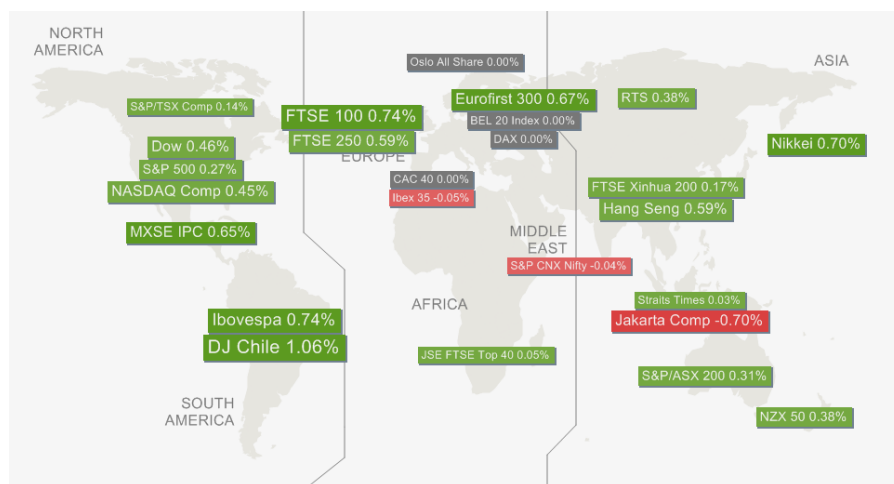 NORTH
AMERICA
Oslo All Share 0.00%
ASIA
S&P/TSX Comp 0.14%
Eurofirst 300 0.67%
RTS 0.38%
FTSE 100 0.74%
BEL 20 Index 0.00%
FTSE 250 0.59%
DAX 0.00%
Dow 0.46%
Nikkei 0.70%
EUROPE
S&P 500 0.27%
CAC 40 0.00%
NASDAQ Comp 0.45%
Ibex 35 -0.05%
FTSE Xinhua 200 0.17%
Hang Seng 0.59%
MXSE IPC 0.65%
MIDDLE
EAST
S&P CNX Nifty -0.04%
AFRICA
Straits Times 0.03%
Ibovespa 0.74%
Jakarta Comp -0.70%
DJ Chile 1.06%
JSE FTSE Top 40 0.05%
S&P/ASX 200 0.31%
SOUTH
AMERICA
NZX 50 0.38%